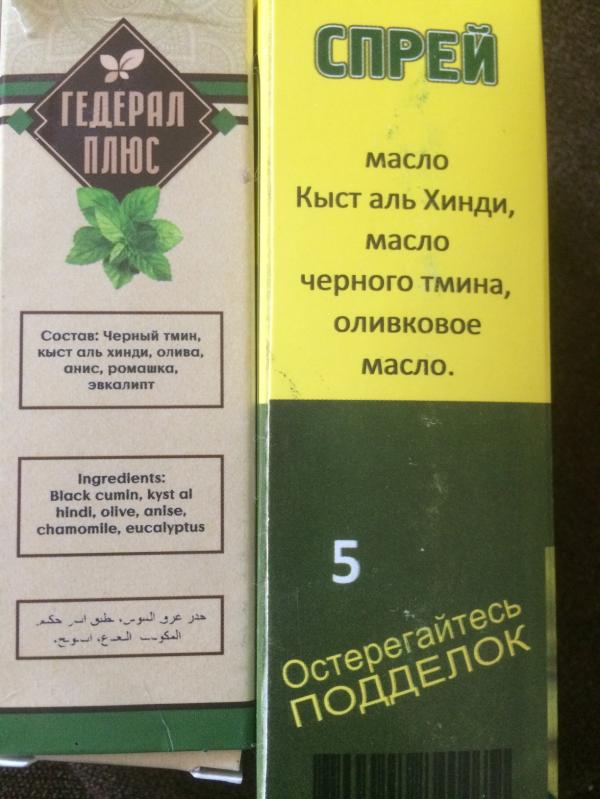 ГЕДЕРАЛ
ПЛЮС
Состав: Черный тмин,
кыст аль хинди, олива,
анис, ромашка,
эвкалипт
Ingredients:
Black cumin, kyst al
hindi, olive, anise,
chamomile, eucalyptus
СПРЕЙ
масло
Кыст аль Хинди,
масло
черного тмина,
оливковое
масло.
5
Остерегайтесь
ПОДДЕЛОК